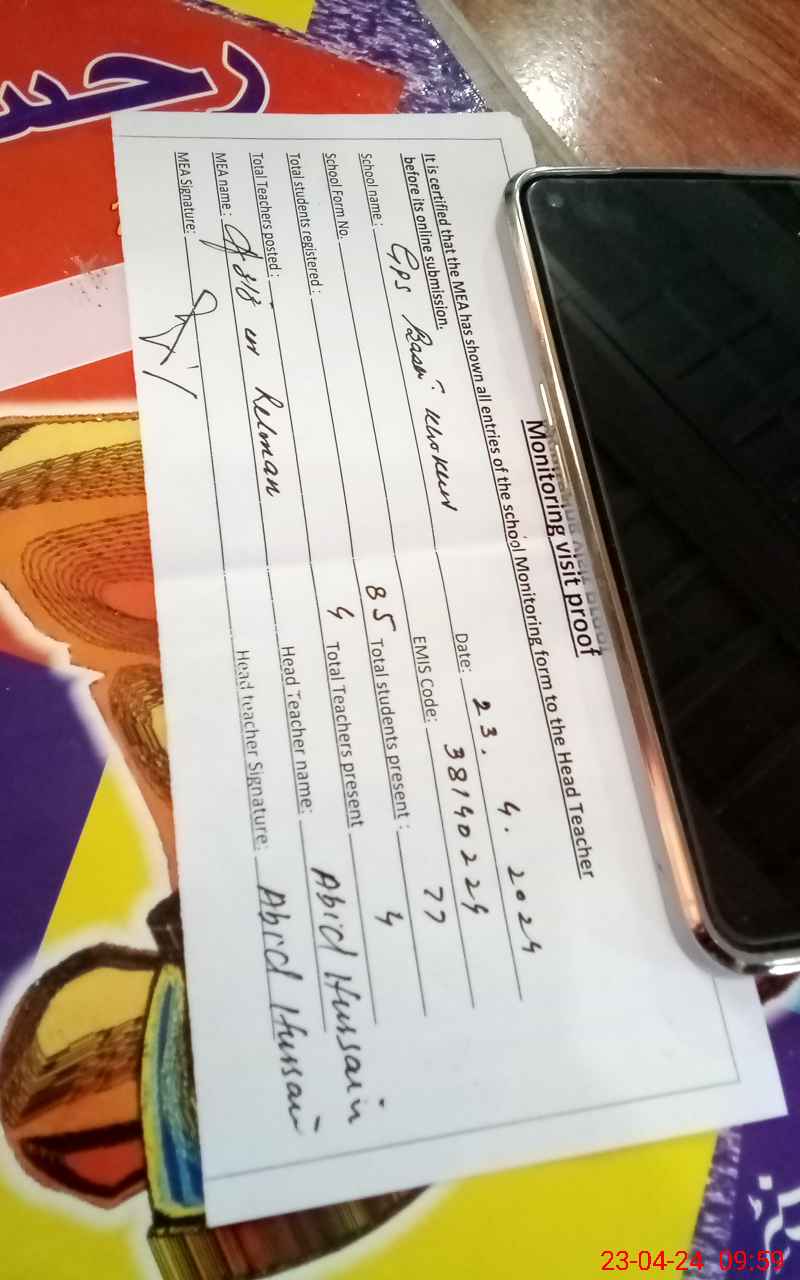 رحس
Monitoring visit proof
It is certified that the MEA has shown all entries of the school Monitoring form to the Head Teacher
before its online submission.
Date: 23.4.2024
School name: GPS Basti Khokhar
EMIS Code: 38140224
School Form No.
Total students registered: 85 Total students present: 77
Total Teachers posted: 4 Total Teachers present 4
MEA name: ur Rehman Head Teacher name: Abid Hussain
MEA Signature: Head teacher Signature: Abid Hussain
23-04-24 09:59